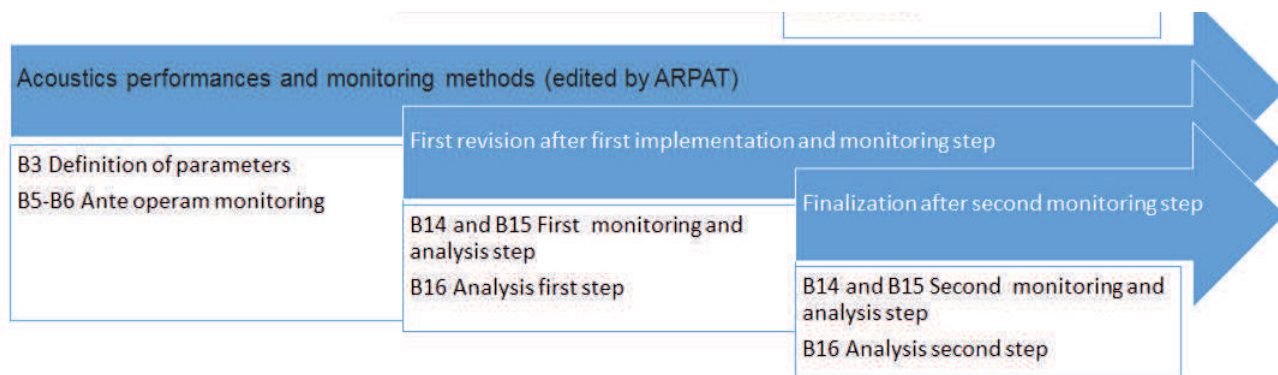 Acoustics performances and monitoring methods (edited by ARPAT)
First revision after first implementation and monitoring step
B3 Definition of parameters
B5-B6 Ante operam monitoring
Finalization after second monitoring step
B14 and B15 First monitoring and
analysis step
B16 Analysis first step
B14 and B15 Second monitoring and
analysis step
B16 Analysis second step